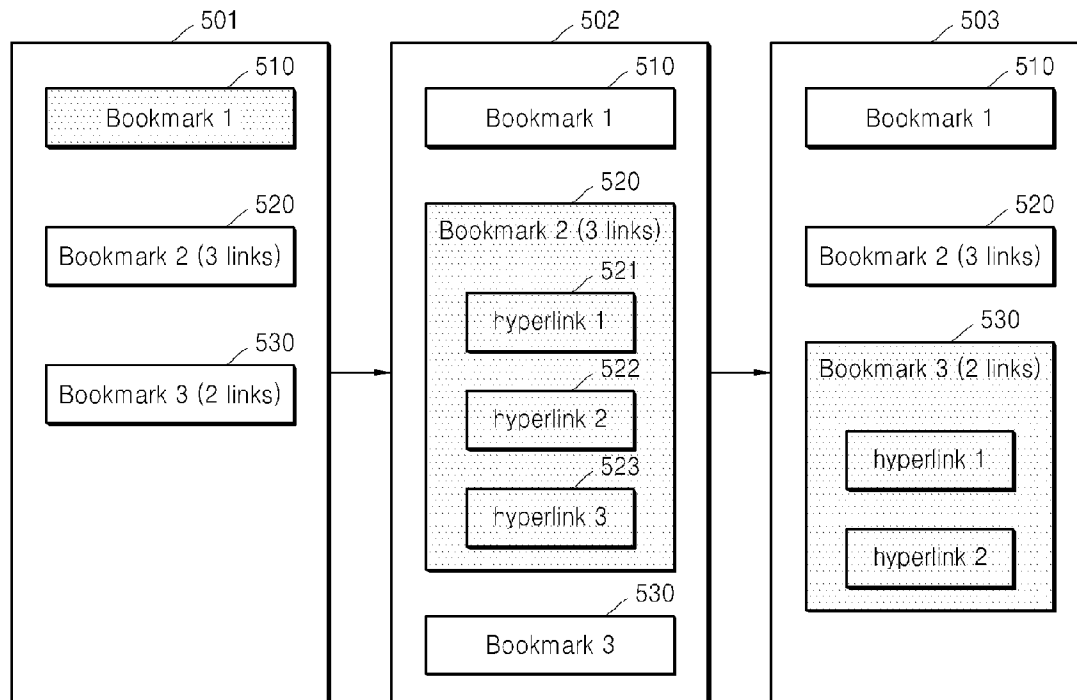 501
510
Bookmark 1
520
Bookmark 2 (3 links)
530
Bookmark 3 (2 links)
502
510
Bookmark 1
520
Bookmark 2 (3 links)
521
hyperlink 1
522
hyperlink 2
523
hyperlink 3
530
Bookmark 3
503
510
Bookmark 1
520
Bookmark 2 (3 links)
530
Bookmark 3 (2 links)
hyperlink 1
hyperlink 2